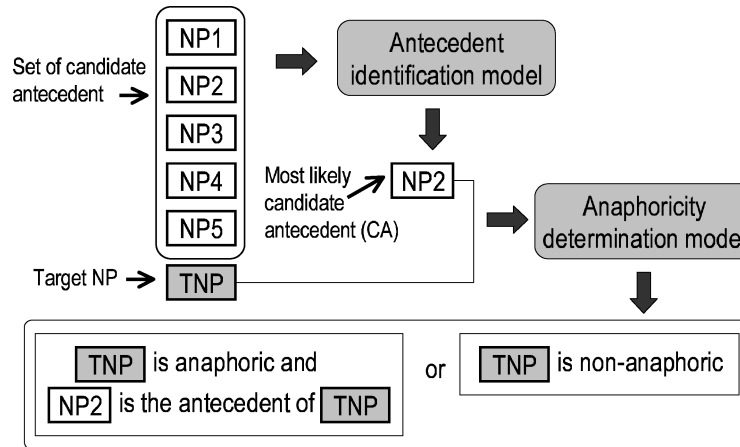 NP1
NP2
NP3
NP4
NP5
Set of candidate
antecedent
Antecedent
identification model
Most likely
candidate
antecedent (CA)
NP2
Anaphoricity
determination mode
Target NP
TNP
TNP is anaphoric and
NP2 is the antecedent of TNP
or
TNP is non-anaphoric